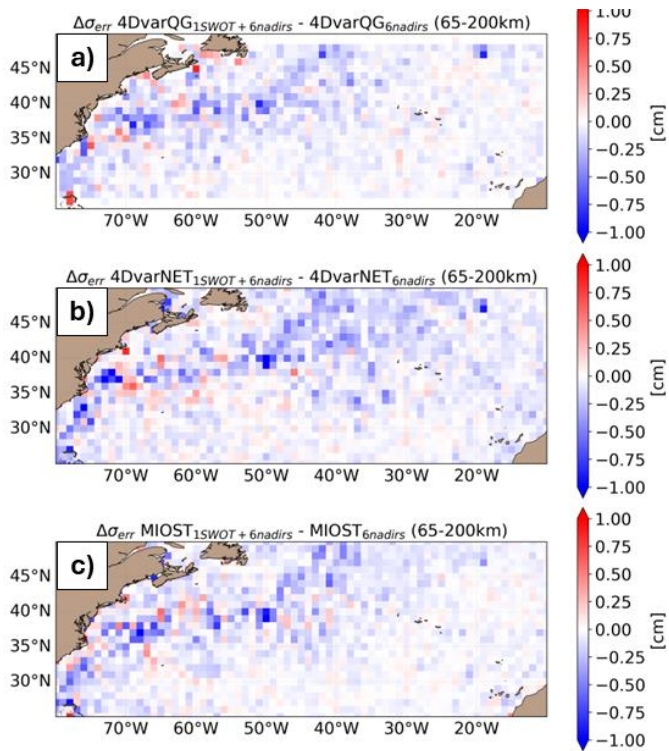 Δσerr 4DvarQG1SWOT + 6nadirs - 4DvarQG6nadirs (65-200km)
a)
45°N
40°N
35°N
30°N
70°W 60°W 50°W 40°W 30°W 20°W
1.00
0.75
0.50
0.25
0.00
−0.25
−0.50
−0.75
−1.00
[cm]
Δσerr 4DvarNET1SWOT + 6nadirs - 4DvarNET6nadirs (65-200km)
b)
45°N
40°N
35°N
30°N
70°W 60°W 50°W 40°W 30°W 20°W
1.00
0.75
0.50
0.25
0.00
−0.25
−0.50
−0.75
−1.00
[cm]
Δσerr MIOST1SWOT + 6nadirs - MIOST6nadirs (65-200km)
c)
45°N
40°N
35°N
30°N
70°W 60°W 50°W 40°W 30°W 20°W
1.00
0.75
0.50
0.25
0.00
−0.25
−0.50
−0.75
−1.00
[cm]